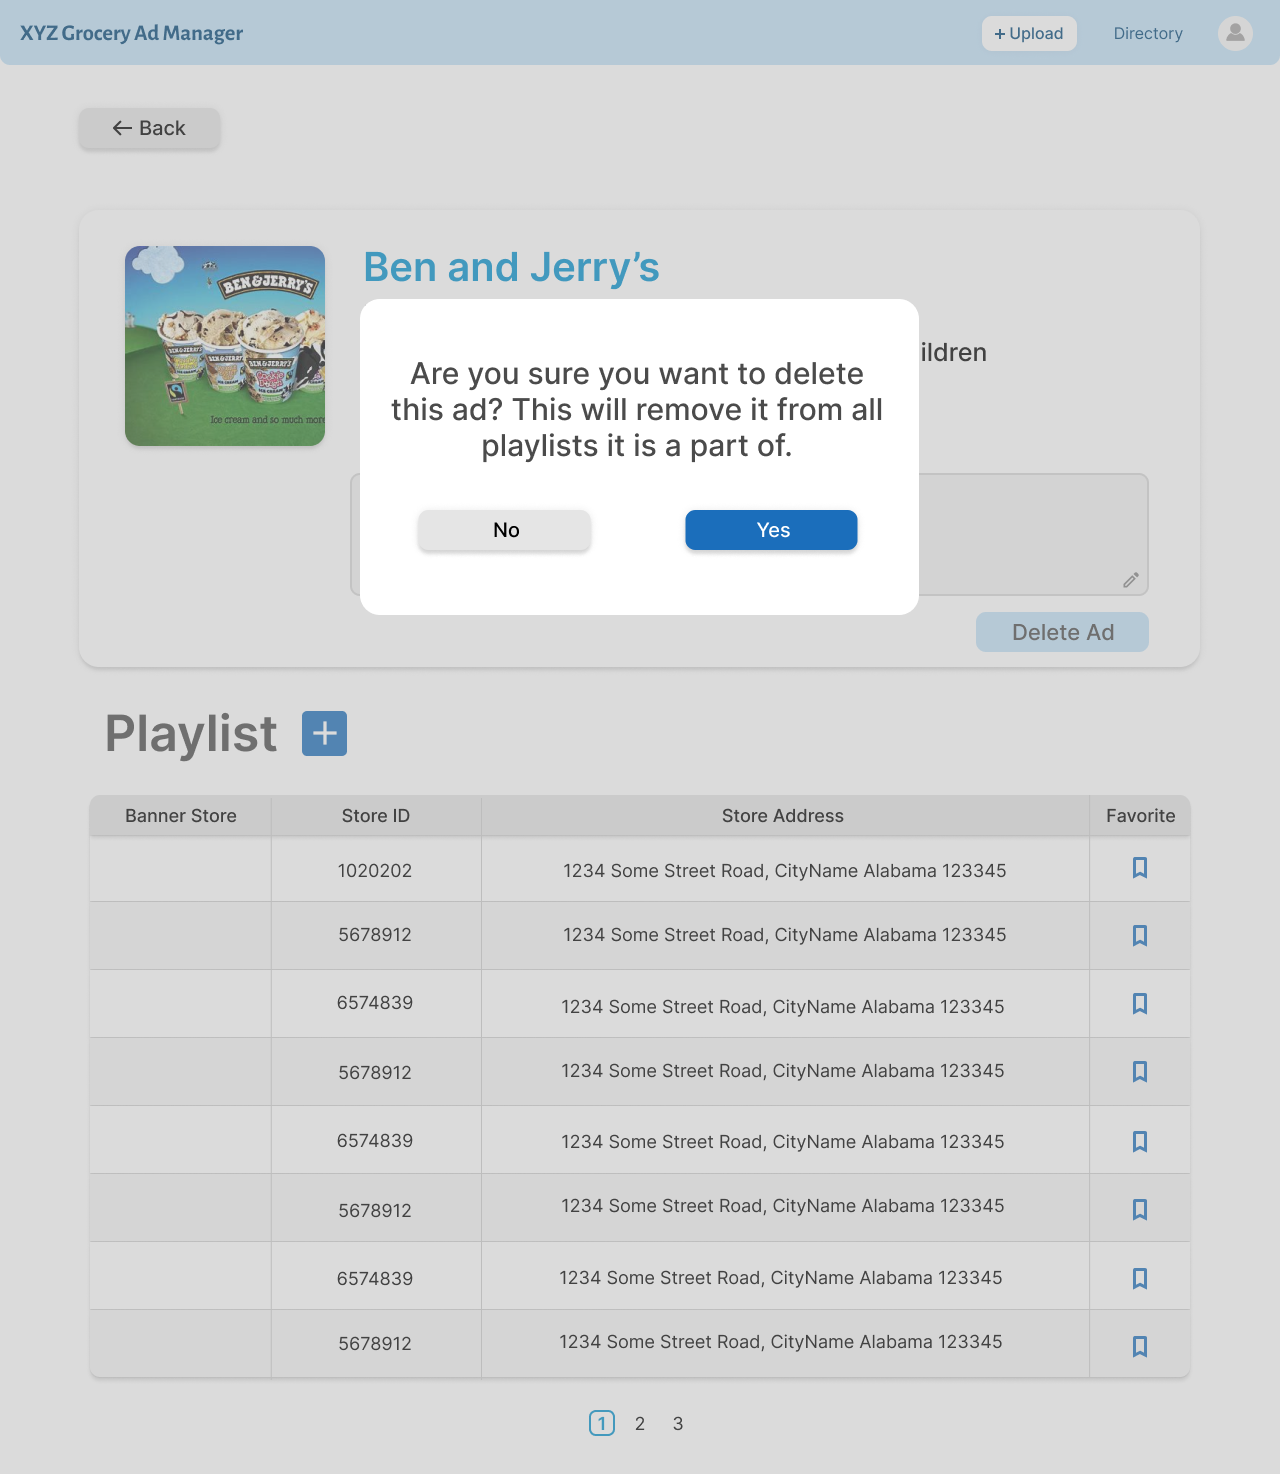 XYZ Grocery Ad Manager
+ Upload
Directory
← Back
BEN & JERRY'S
Ice cream and so much more
Ben and Jerry’s
ildren
Are you sure you want to delete
this ad? This will remove it from all
playlists it is a part of.
No
Yes
Delete Ad
Playlist +
Banner Store Store ID Store Address Favorite
1020202 1234 Some Street Road, CityName Alabama 123345
5678912 1234 Some Street Road, CityName Alabama 123345
6574839 1234 Some Street Road, CityName Alabama 123345
5678912 1234 Some Street Road, CityName Alabama 123345
6574839 1234 Some Street Road, CityName Alabama 123345
5678912 1234 Some Street Road, CityName Alabama 123345
6574839 1234 Some Street Road, CityName Alabama 123345
5678912 1234 Some Street Road, CityName Alabama 123345
1 2 3